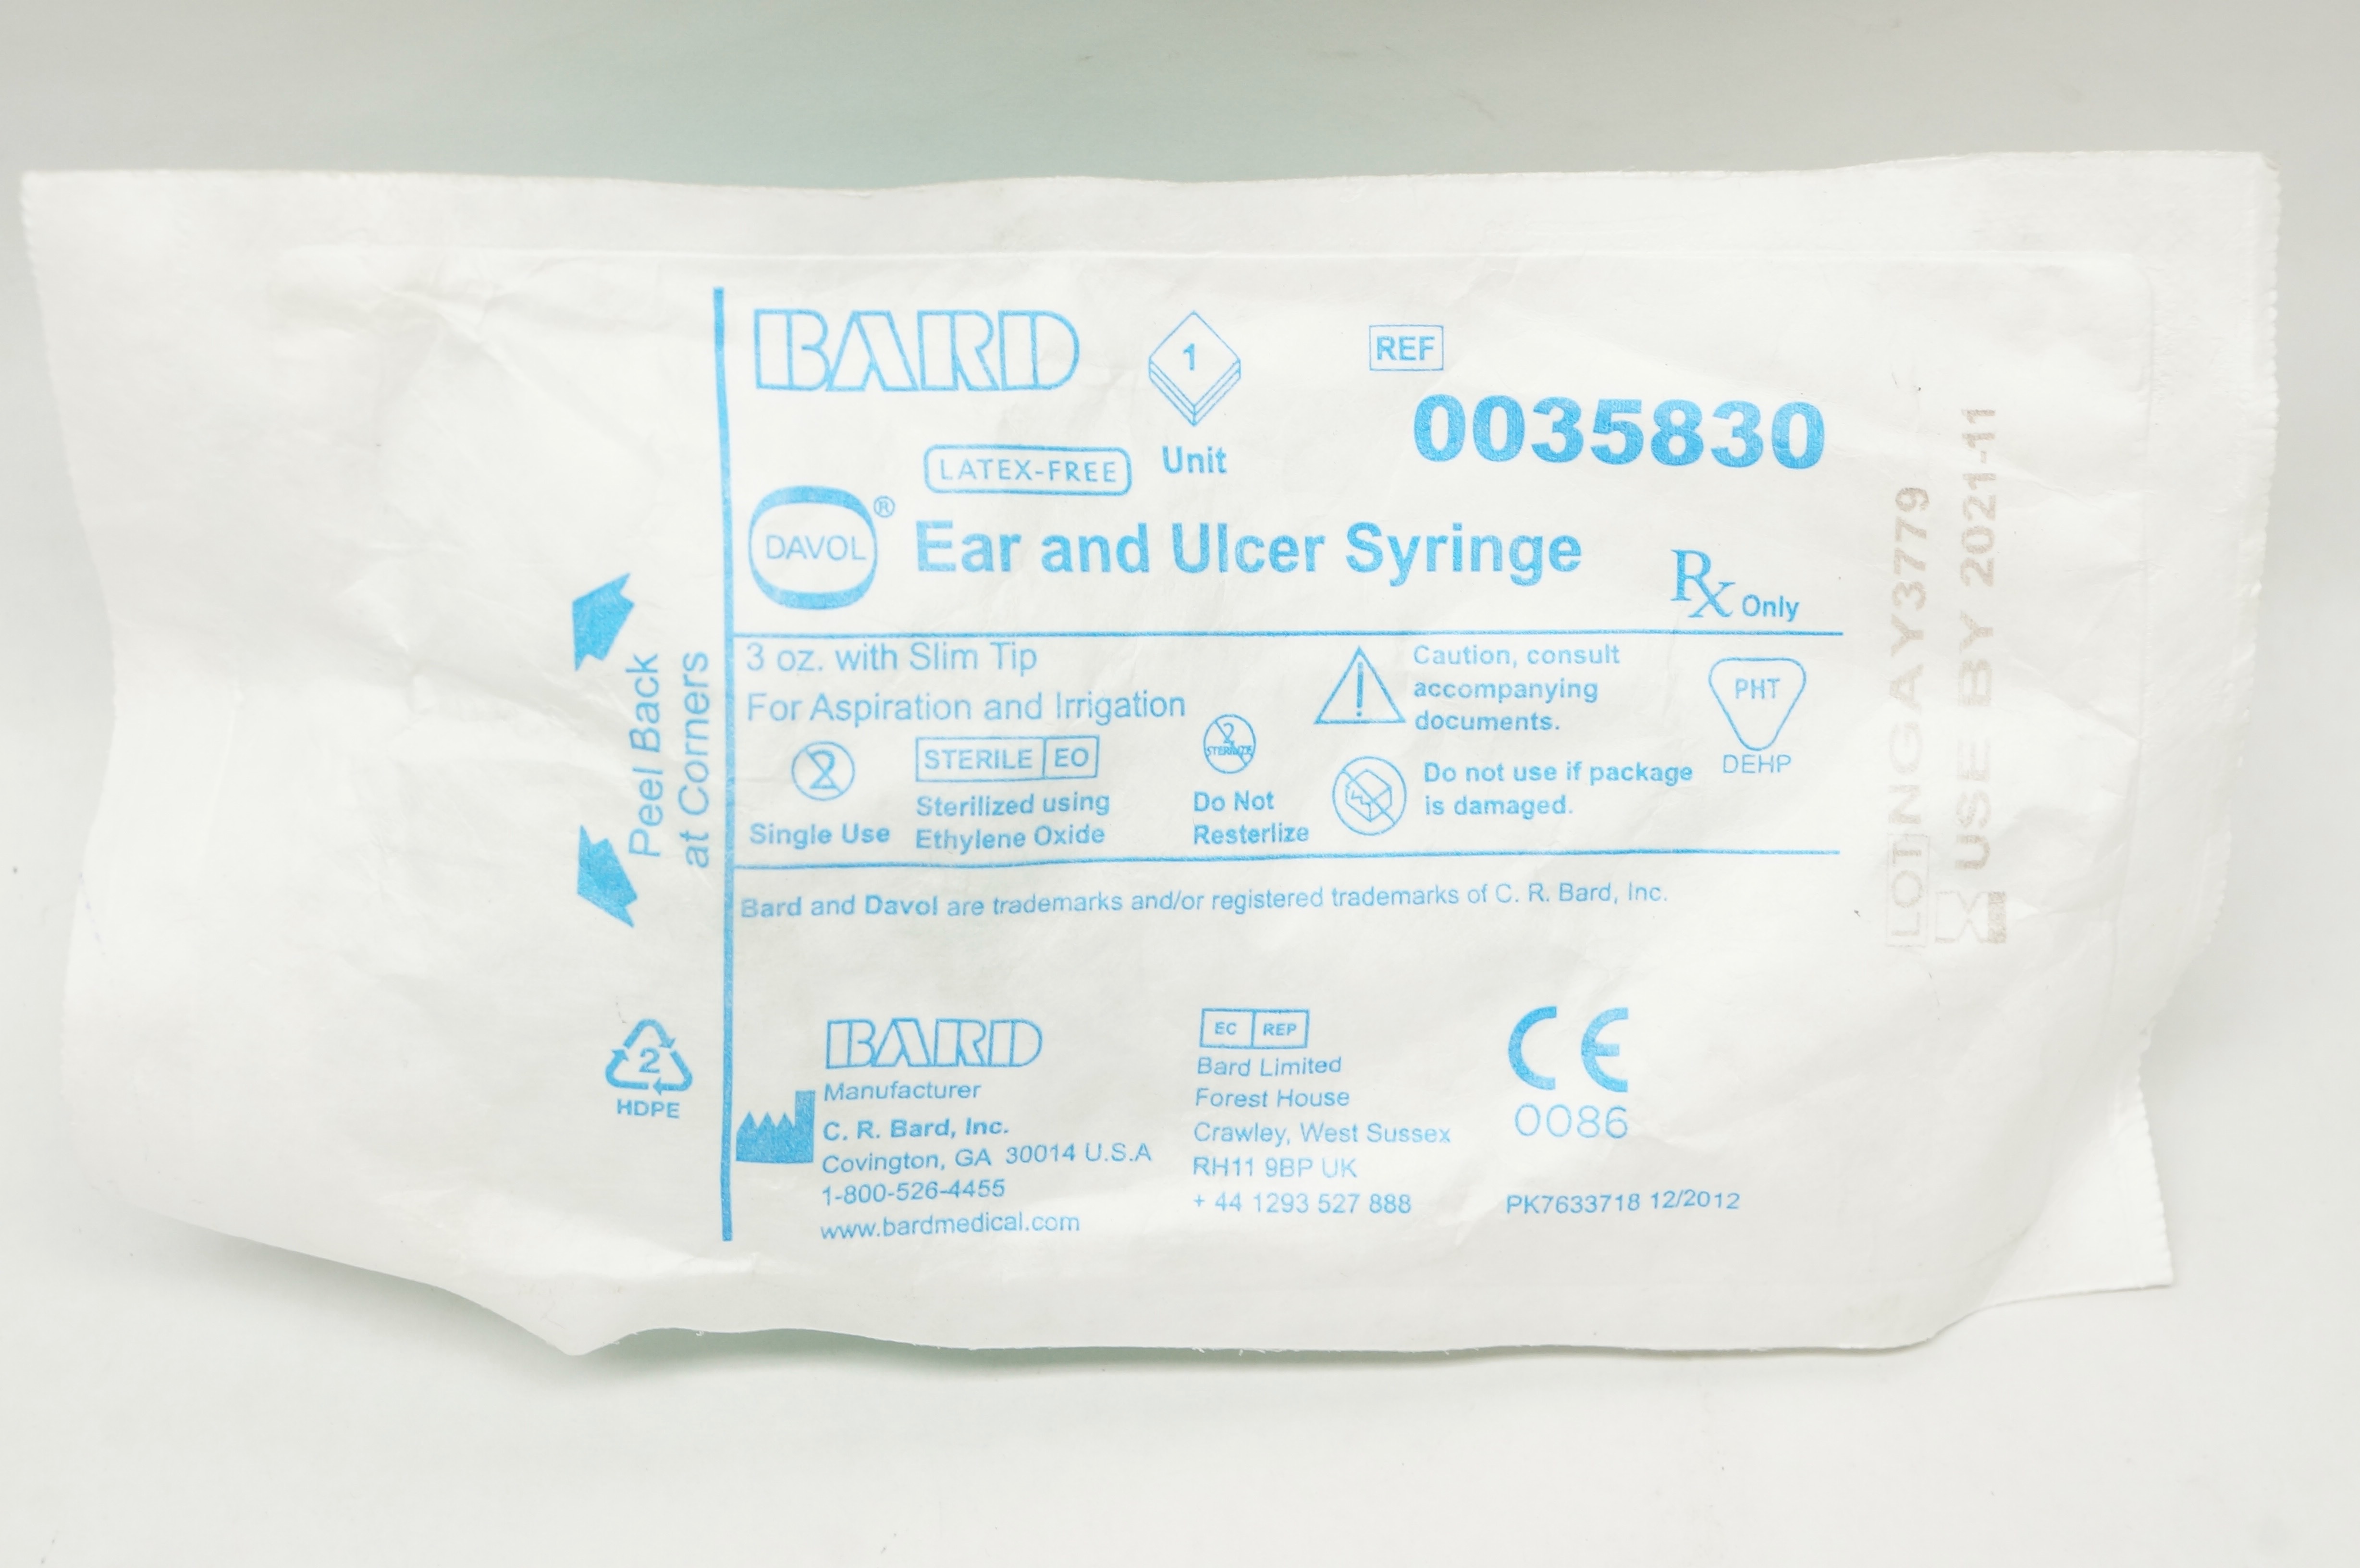 BARD
1
Unit
REF
0035830
LATEX-FREE
DAVOL®
Ear and Ulcer Syringe
Rx Only
3 oz. with Slim Tip
For Aspiration and Irrigation
2
Single Use
STERILE EO
Sterilized using
Ethylene Oxide
2
STERILIZE
Do Not
Resterlize
Caution, consult
accompanying
documents.
Do not use if package
is damaged.
PHT
DEHP
Bard and Davol are trademarks and/or registered trademarks of C. R. Bard, Inc.
Peel Back
at Corners
2
HDPE
BARD
Manufacturer
C. R. Bard, Inc.
Covington, GA 30014 U.S.A
1-800-526-4455
www.bardmedical.com
EC REP
Bard Limited
Forest House
Crawley, West Sussex
RH11 9BP UK
+ 44 1293 527 888
CE
0086
PK7633718 12/2012
LOT NGAY3779
USE BY 2021-11